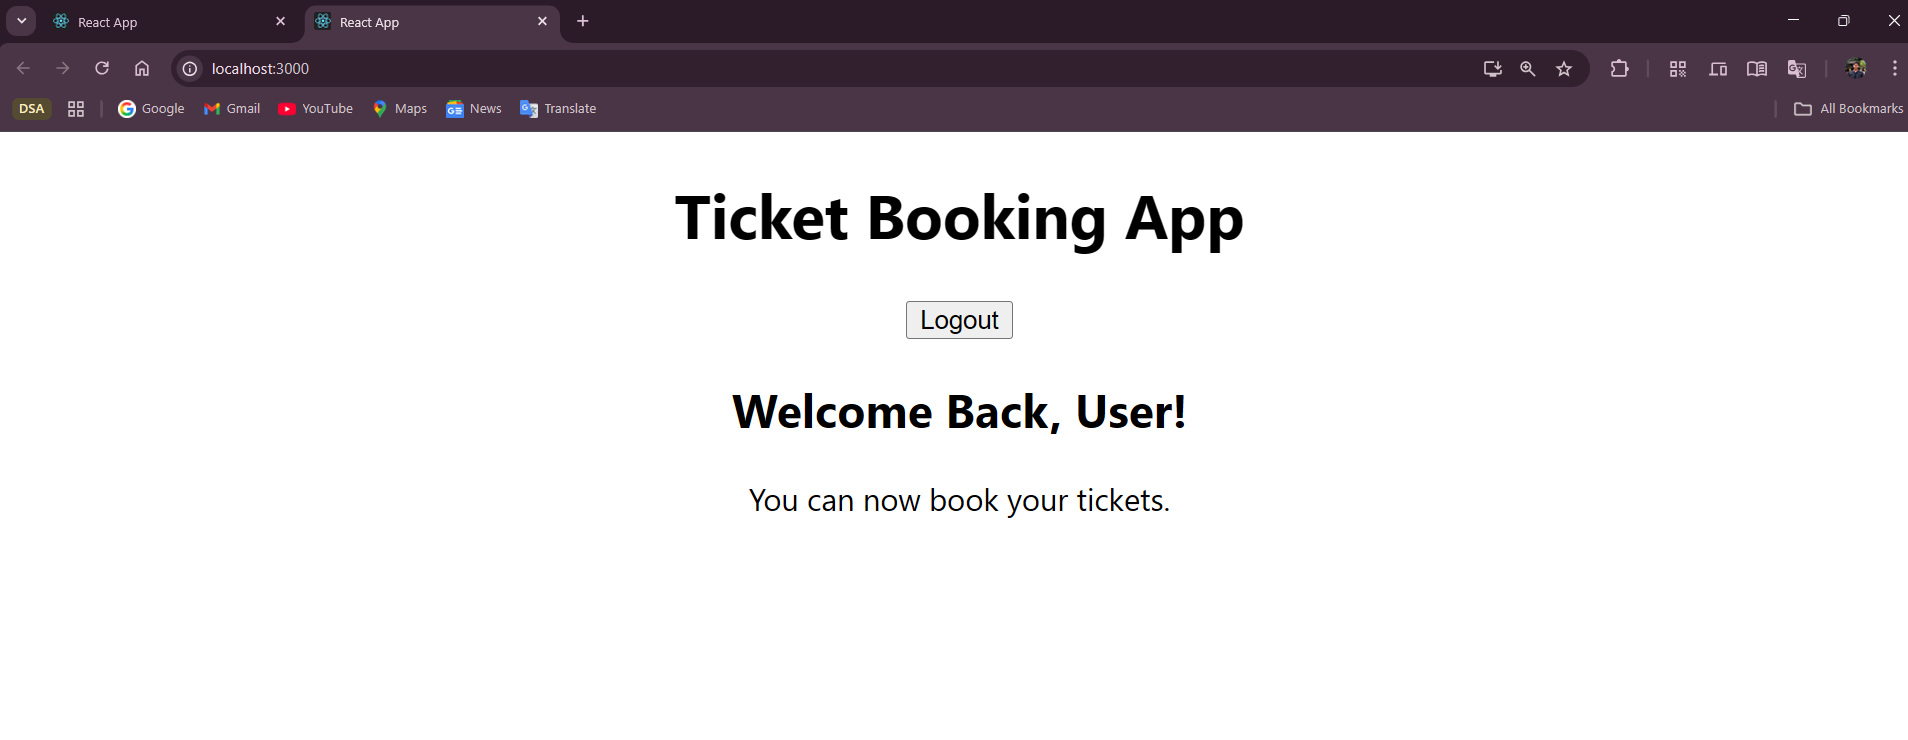 React App
React App
localhost:3000
DSA Google Gmail YouTube Maps News Translate All Bookmarks
Ticket Booking App
Logout
Welcome Back, User!
You can now book your tickets.